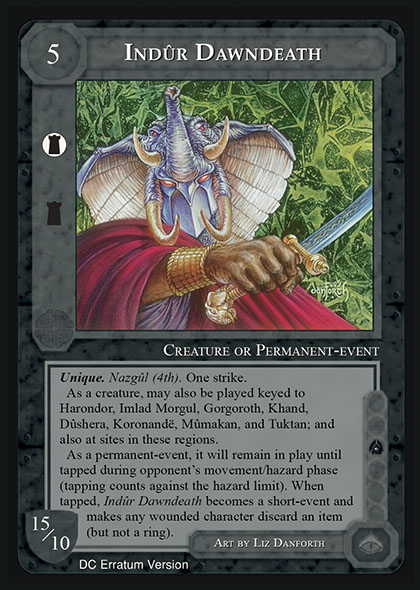 5
INDÛR DAWNDEATH
danforth
CREATURE OR PERMANENT-EVENT
Unique. Nazgûl (4th). One strike.
As a creature, may also be played keyed to
Harondor, Imlad Morgul, Gorgoroth, Khand,
Dûshera, Koronandë, Mûmakan, and Tuktan; and
also at sites in these regions.
As a permanent-event, it will remain in play until
tapped during opponent's movement/hazard phase
(tapping counts against the hazard limit). When
tapped, Indûr Dawndeath becomes a short-event and
makes any wounded character discard an item
(but not a ring).
15/10
ART BY LIZ DANFORTH
DC Erratum Version